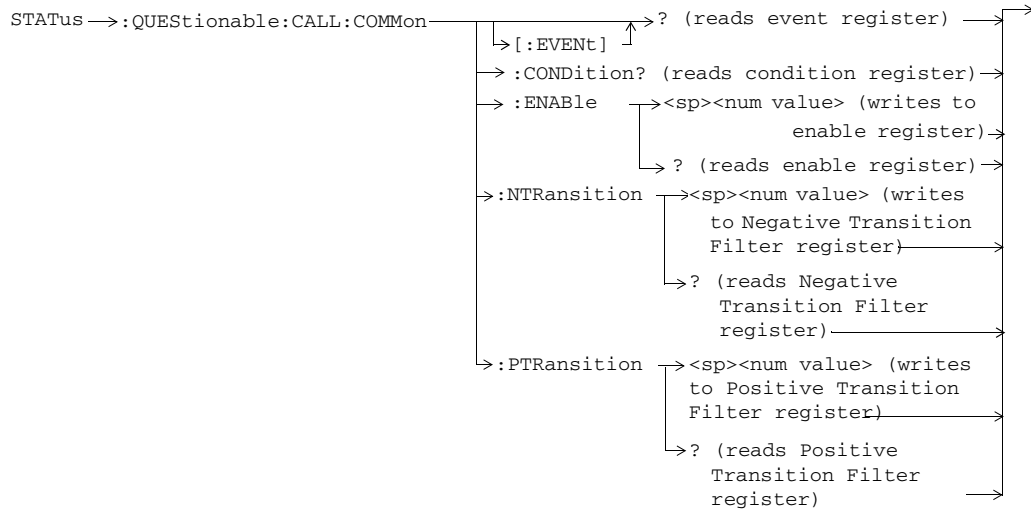 STATus :QUEStionable:CALL:COMMon ? (reads event register)
[:EVENt]
:CONDition? (reads condition register)
:ENABle <sp><num value> (writes to
enable register)
? (reads enable register)
:NTRansition <sp><num value> (writes
to Negative Transition
Filter register)
? (reads Negative
Transition Filter
register)
:PTRansition <sp><num value> (writes
to Positive Transition
Filter register)
? (reads Positive
Transition Filter
register)